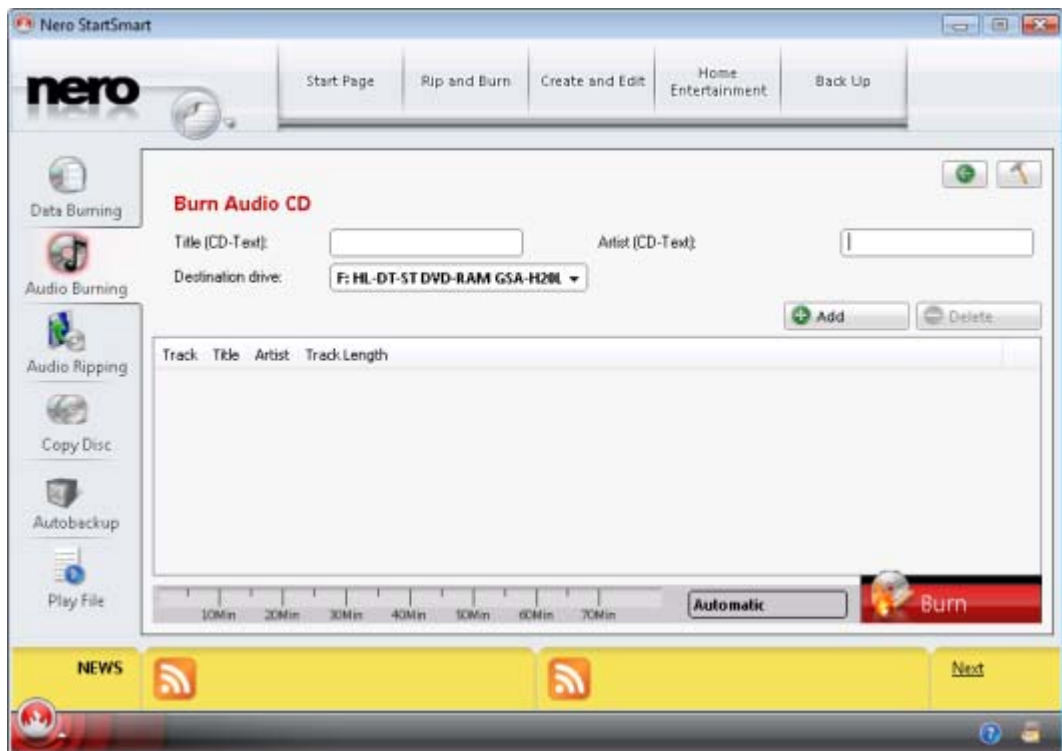 Nero StartSmart
nero
Start Page
Rip and Burn
Create and Edit
Home
Entertainment
Back Up
Data Burning
Audio Burning
Audio Ripping
Copy Disc
Autobackup
Play File
Burn Audio CD
Title (CD-Text):
Artist (CD-Text):
Destination drive:
F: HL-DT-ST DVD-RAM GSA-H20L
Add
Delete
Track Title Artist Track Length
10Min 20Min 30Min 40Min 50Min 60Min 70Min
Automatic
Burn
NEWS
Next